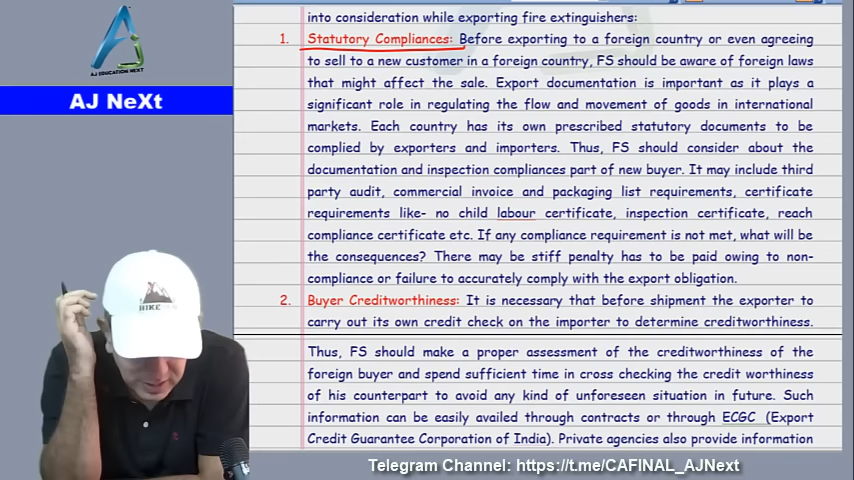 AJ EDUCATION NEXT
AJ NeXt
HIKE
into consideration while exporting fire extinguishers:
1. Statutory Compliances: Before exporting to a foreign country or even agreeing
to sell to a new customer in a foreign country, FS should be aware of foreign laws
that might affect the sale. Export documentation is important as it plays a
significant role in regulating the flow and movement of goods in international
markets. Each country has its own prescribed statutory documents to be
complied by exporters and importers. Thus, FS should consider about the
documentation and inspection compliances part of new buyer. It may include third
party audit, commercial invoice and packaging list requirements, certificate
requirements like- no child labour certificate, inspection certificate, reach
compliance certificate etc. If any compliance requirement is not met, what will be
the consequences? There may be stiff penalty has to be paid owing to non-
compliance or failure to accurately comply with the export obligation.
2. Buyer Creditworthiness: It is necessary that before shipment the exporter to
carry out its own credit check on the importer to determine creditworthiness.
Thus, FS should make a proper assessment of the creditworthiness of the
foreign buyer and spend sufficient time in cross checking the credit worthiness
of his counterpart to avoid any kind of unforeseen situation in future. Such
information can be easily availed through contracts or through ECGC (Export
Credit Guarantee Corporation of India). Private agencies also provide information
Telegram Channel: https://t.me/CAFINAL_AJNext